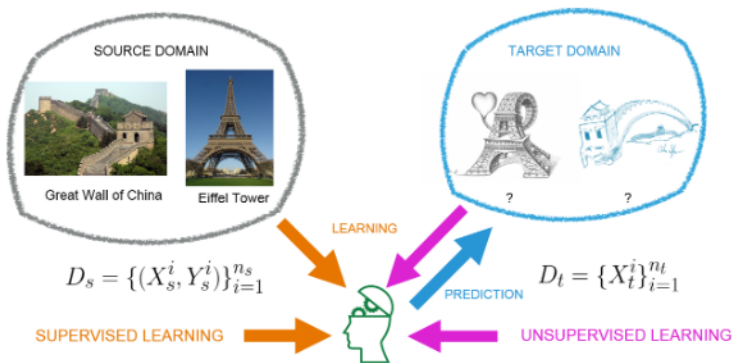 SOURCE DOMAIN
TARGET DOMAIN
Great Wall of China
Eiffel Tower
?
?
LEARNING
D_s = {(X_s^i, Y_s^i)}_{i=1}^{n_s}
D_t = {X_t^i}_{i=1}^{n_t}
PREDICTION
SUPERVISED LEARNING
UNSUPERVISED LEARNING